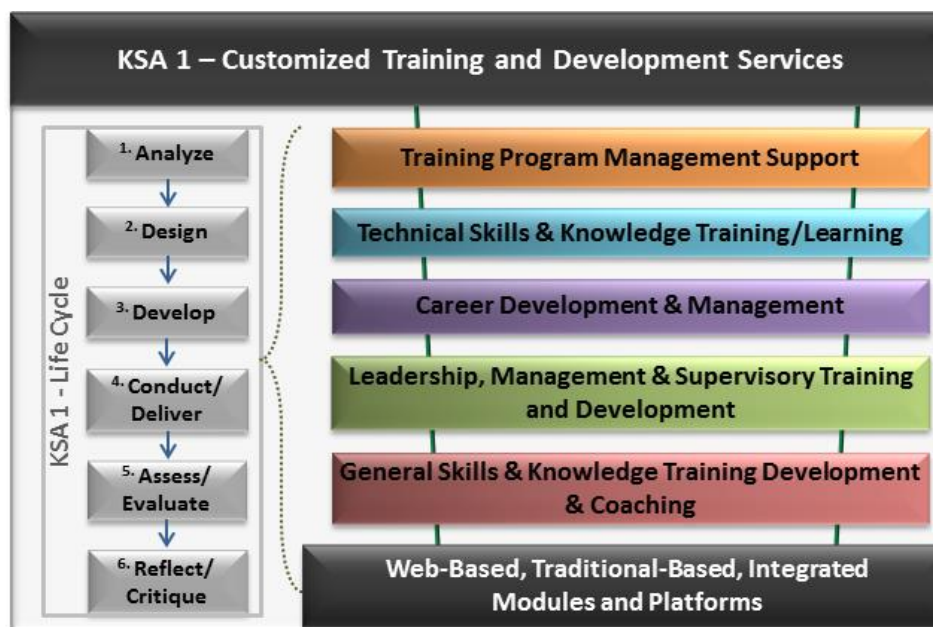 KSA 1 – Customized Training and Development Services
KSA 1 - Life Cycle
1. Analyze
2. Design
3. Develop
4. Conduct/
Deliver
5. Assess/
Evaluate
6. Reflect/
Critique
Training Program Management Support
Technical Skills & Knowledge Training/Learning
Career Development & Management
Leadership, Management & Supervisory Training
and Development
General Skills & Knowledge Training Development
& Coaching
Web-Based, Traditional-Based, Integrated
Modules and Platforms